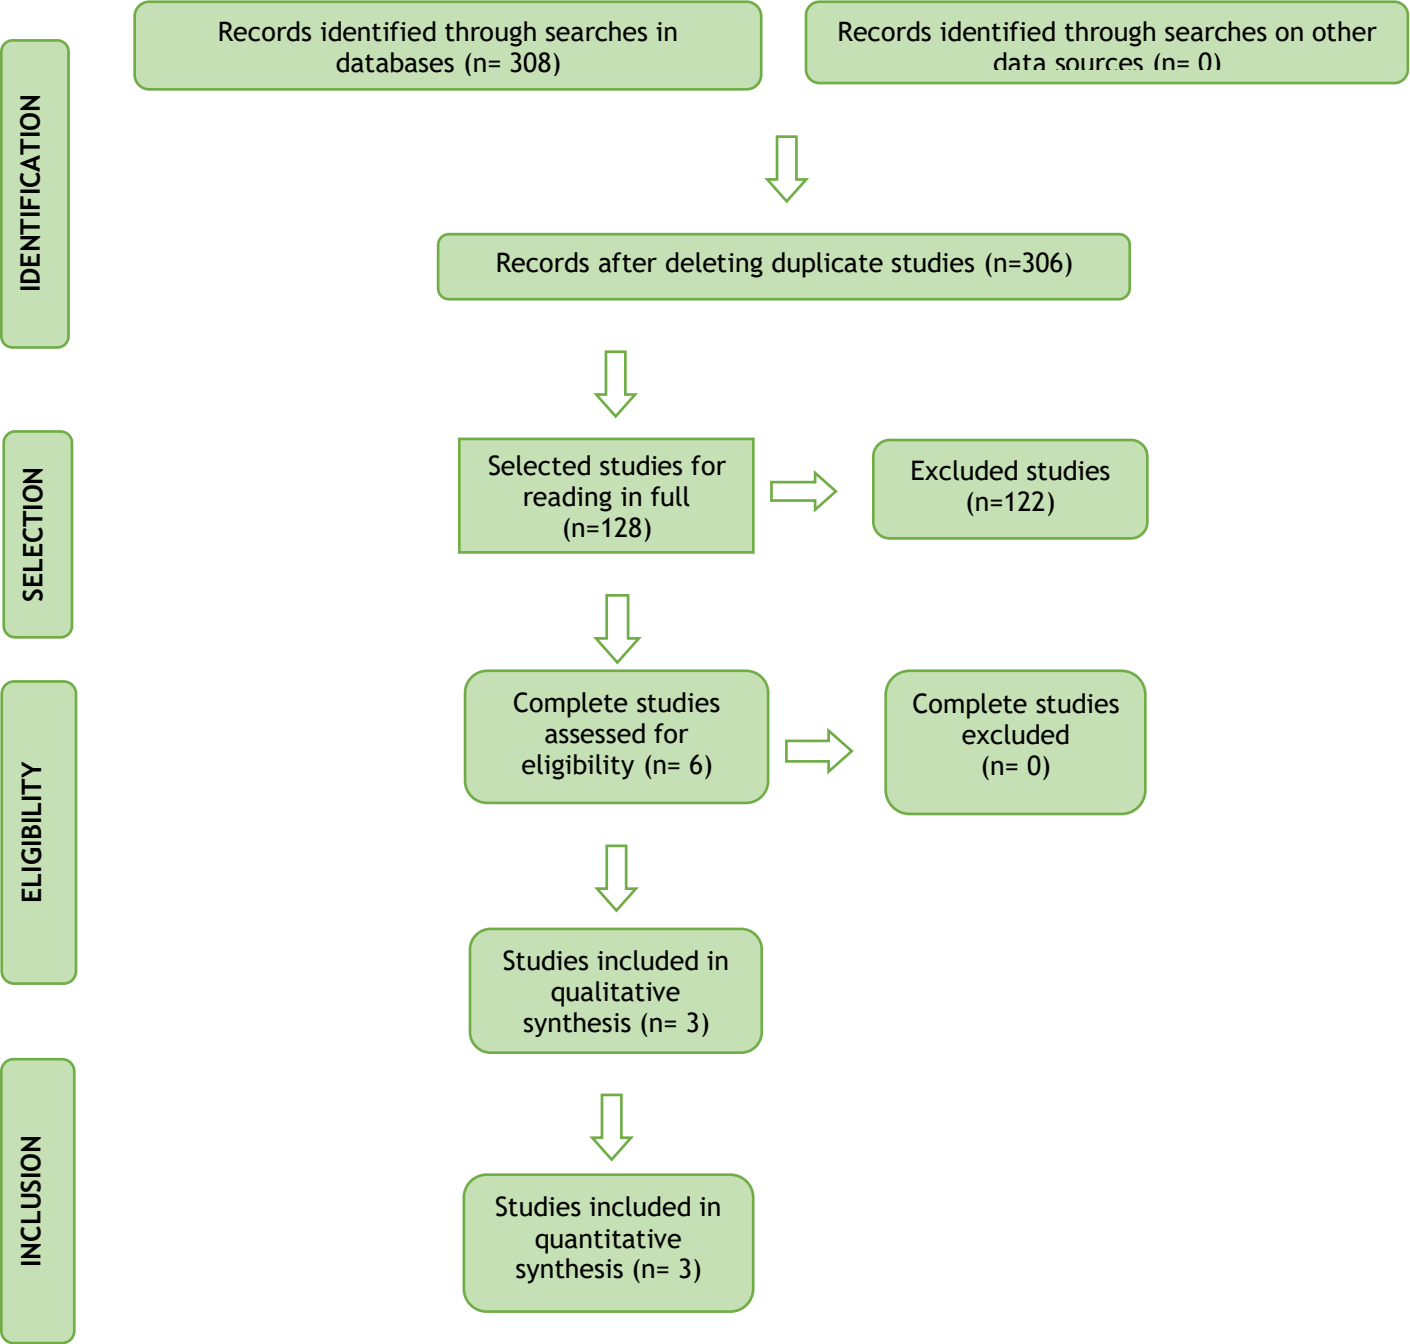 Records identified through searches in
databases (n= 308)
Records identified through searches on other
data sources (n= 0)
IDENTIFICATION
Records after deleting duplicate studies (n=306)
SELECTION
Selected studies for
reading in full
(n=128)
Excluded studies
(n=122)
ELIGIBILITY
Complete studies
assessed for
eligibility (n= 6)
Complete studies
excluded
(n= 0)
Studies included in
qualitative
synthesis (n= 3)
INCLUSION
Studies included in
quantitative
synthesis (n= 3)